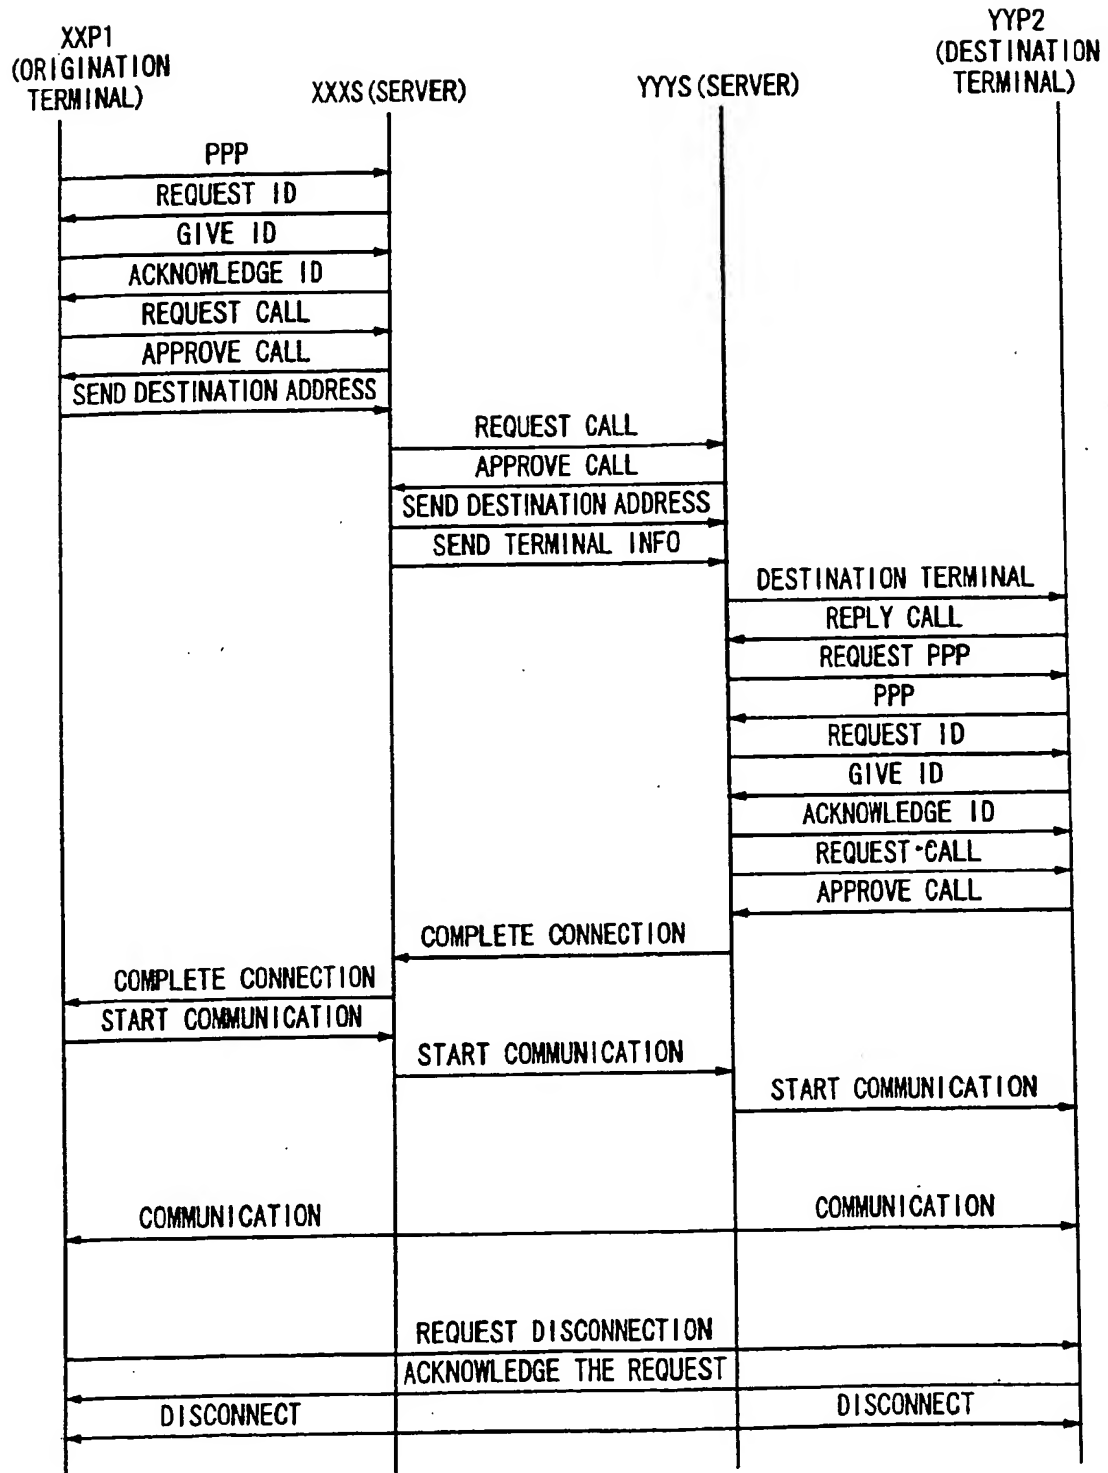 XXP1
(ORIGINATION
TERMINAL)
XXXS(SERVER)
YYYS(SERVER)
YYP2
(DESTINATION
TERMINAL)
PPP
REQUEST ID
GIVE ID
ACKNOWLEDGE ID
REQUEST CALL
APPROVE CALL
SEND DESTINATION ADDRESS
REQUEST CALL
APPROVE CALL
SEND DESTINATION ADDRESS
SEND TERMINAL INFO
DESTINATION TERMINAL
REPLY CALL
REQUEST PPP
PPP
REQUEST ID
GIVE ID
ACKNOWLEDGE ID
REQUEST CALL
APPROVE CALL
COMPLETE CONNECTION
COMPLETE CONNECTION
START COMMUNICATION
START COMMUNICATION
START COMMUNICATION
COMMUNICATION
COMMUNICATION
REQUEST DISCONNECTION
ACKNOWLEDGE THE REQUEST
DISCONNECT
DISCONNECT